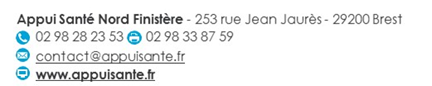 Appui Santé Nord Finistère - 253 rue Jean Jaurès - 29200 Brest
02 98 28 23 53 02 98 33 87 59
contact@appuisante.fr
www.appuisante.fr